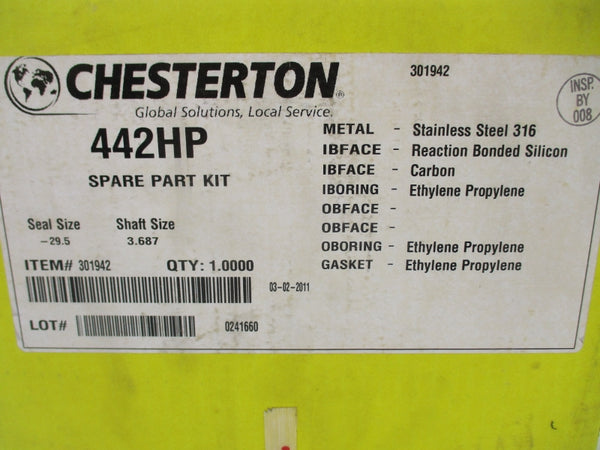 CHESTERTON®
Global Solutions, Local Service.
442HP
SPARE PART KIT
Seal Size Shaft Size
-29.5 3.687
ITEM# 301942 QTY: 1.0000
03-02-2011
LOT# 0241660
301942
INSP. BY 008
METAL - Stainless Steel 316
IBFACE - Reaction Bonded Silicon
IBFACE - Carbon
IBORING - Ethylene Propylene
OBFACE -
OBFACE -
OBORING - Ethylene Propylene
GASKET - Ethylene Propylene